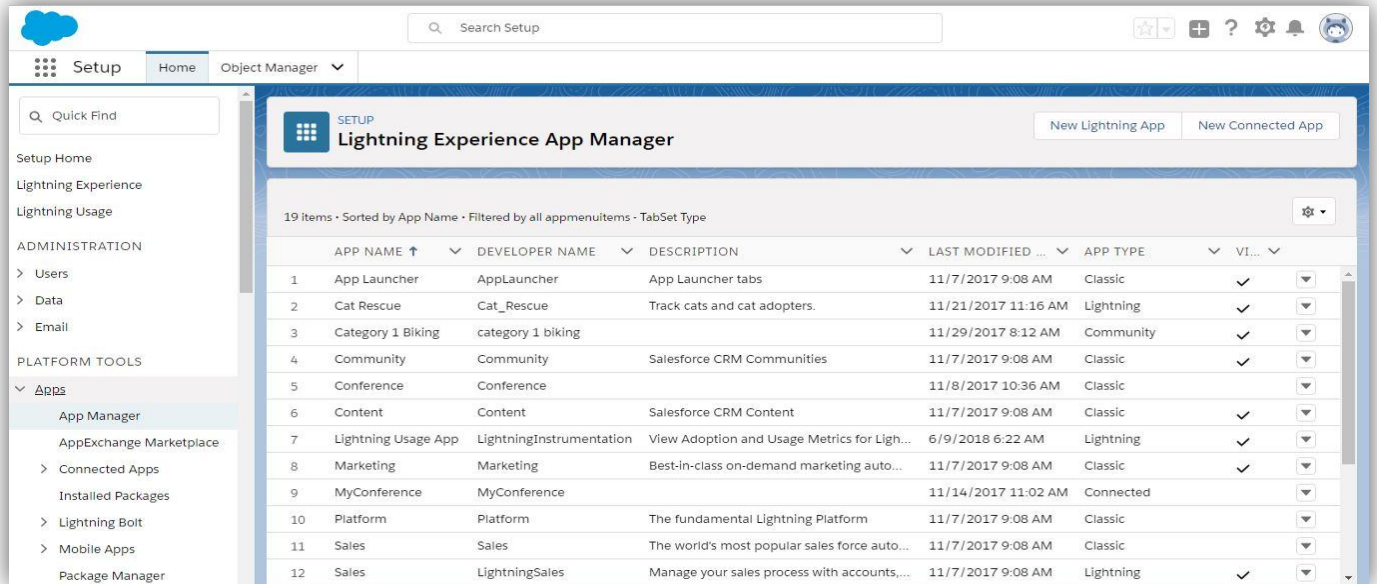 Search Setup
Setup Home Object Manager
Quick Find
Setup Home
Lightning Experience
Lightning Usage
ADMINISTRATION
Users
Data
Email
PLATFORM TOOLS
Apps
App Manager
AppExchange Marketplace
Connected Apps
Installed Packages
Lightning Bolt
Mobile Apps
Package Manager
SETUP
Lightning Experience App Manager
New Lightning App New Connected App
19 items • Sorted by App Name • Filtered by all appmenuitems - TabSet Type
APP NAME ↑ DEVELOPER NAME DESCRIPTION LAST MODIFIED ... APP TYPE VI...
1 App Launcher AppLauncher App Launcher tabs 11/7/2017 9:08 AM Classic ✓
2 Cat Rescue Cat_Rescue Track cats and cat adopters. 11/21/2017 11:16 AM Lightning ✓
3 Category 1 Biking category 1 biking 11/29/2017 8:12 AM Community ✓
4 Community Community Salesforce CRM Communities 11/7/2017 9:08 AM Classic ✓
5 Conference Conference 11/8/2017 10:36 AM Classic
6 Content Content Salesforce CRM Content 11/7/2017 9:08 AM Classic ✓
7 Lightning Usage App LightningInstrumentation View Adoption and Usage Metrics for Ligh... 6/9/2018 6:22 AM Lightning ✓
8 Marketing Marketing Best-in-class on-demand marketing auto... 11/7/2017 9:08 AM Classic ✓
9 MyConference MyConference 11/14/2017 11:02 AM Connected
10 Platform Platform The fundamental Lightning Platform 11/7/2017 9:08 AM Classic
11 Sales Sales The world's most popular sales force auto... 11/7/2017 9:08 AM Classic
12 Sales LightningSales Manage your sales process with accounts,... 11/7/2017 9:08 AM Lightning ✓